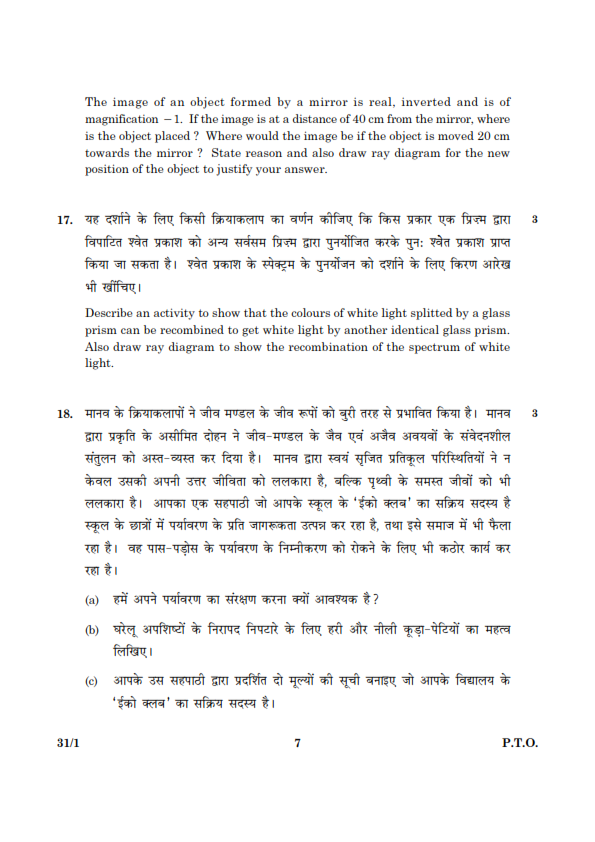 The image of an object formed by a mirror is real, inverted and is of
magnification −1. If the image is at a distance of 40 cm from the mirror, where
is the object placed ? Where would the image be if the object is moved 20 cm
towards the mirror ? State reason and also draw ray diagram for the new
position of the object to justify your answer.
17. यह दर्शाने के लिए किसी क्रियाकलाप का वर्णन कीजिए कि किस प्रकार एक प्रिज़्म द्वारा 3
विपाटित श्वेत प्रकाश को अन्य सर्वसम प्रिज़्म द्वारा पुनर्योजित करके पुन: श्वेत प्रकाश प्राप्त
किया जा सकता है। श्वेत प्रकाश के स्पेक्ट्रम के पुनर्योजन को दर्शाने के लिए किरण आरेख
भी खींचिए।
Describe an activity to show that the colours of white light splitted by a glass
prism can be recombined to get white light by another identical glass prism.
Also draw ray diagram to show the recombination of the spectrum of white
light.
18. मानव के क्रियाकलापों ने जीव मण्डल के जीव रूपों को बुरी तरह से प्रभावित किया है। मानव 3
द्वारा प्रकृति के असीमित दोहन ने जीव-मण्डल के जैव एवं अजैव अवयवों के संवेदनशील
संतुलन को अस्त-व्यस्त कर दिया है। मानव द्वारा स्वयं सृजित प्रतिकूल परिस्थितियों ने न
केवल उसकी अपनी उत्तर जीविता को ललकारा है, बल्कि पृथ्वी के समस्त जीवों को भी
ललकारा है। आपका एक सहपाठी जो आपके स्कूल के ‘ईको क्लब’ का सक्रिय सदस्य है
स्कूल के छात्रों में पर्यावरण के प्रति जागरूकता उत्पन्न कर रहा है, तथा इसे समाज में भी फैला
रहा है। वह पास-पड़ोस के पर्यावरण के निम्नीकरण को रोकने के लिए भी कठोर कार्य कर
रहा है।
(a) हमें अपने पर्यावरण का संरक्षण करना क्यों आवश्यक है ?
(b) घरेलू अपशिष्टों के निरापद निपटारे के लिए हरी और नीली कूड़ा-पेटियों का महत्व
लिखिए।
(c) आपके उस सहपाठी द्वारा प्रदर्शित दो मूल्यों की सूची बनाइए जो आपके विद्यालय के
‘ईको क्लब’ का सक्रिय सदस्य है।
31/1 7 P.T.O.